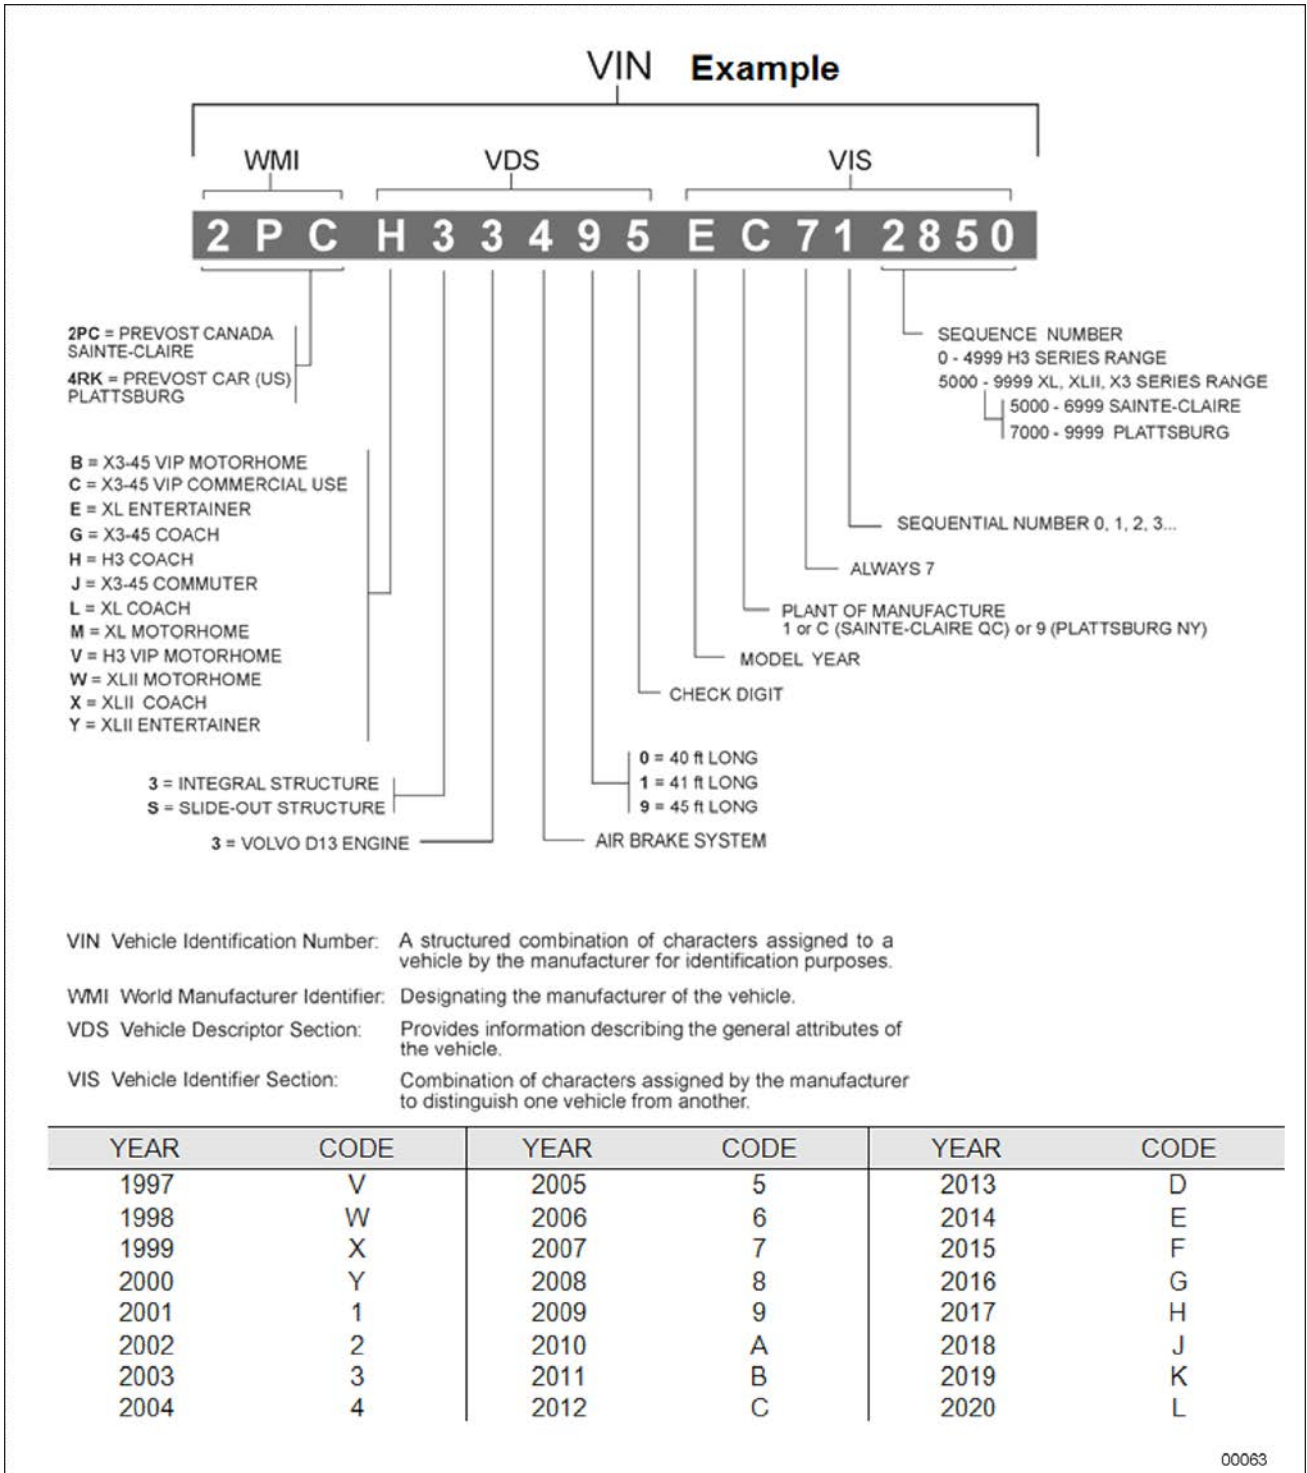 VIN Example
WMI VDS VIS
2 P C H 3 3 4 9 5 E C 7 1 2 8 5 0
2PC = PREVOST CANADA
SAINTE-CLAIRE
4RK = PREVOST CAR (US)
PLATTSBURG
SEQUENCE NUMBER
0 - 4999 H3 SERIES RANGE
5000 - 9999 XL, XLII, X3 SERIES RANGE
5000 - 6999 SAINTE-CLAIRE
7000 - 9999 PLATTSBURG
B = X3-45 VIP MOTORHOME
C = X3-45 VIP COMMERCIAL USE
E = XL ENTERTAINER
G = X3-45 COACH
H = H3 COACH
J = X3-45 COMMUTER
L = XL COACH
M = XL MOTORHOME
V = H3 VIP MOTORHOME
W = XLII MOTORHOME
X = XLII COACH
Y = XLII ENTERTAINER
SEQUENTIAL NUMBER 0, 1, 2, 3...
ALWAYS 7
PLANT OF MANUFACTURE
1 or C (SAINTE-CLAIRE QC) or 9 (PLATTSBURG NY)
MODEL YEAR
CHECK DIGIT
0 = 40 ft LONG
1 = 41 ft LONG
9 = 45 ft LONG
3 = INTEGRAL STRUCTURE
S = SLIDE-OUT STRUCTURE
3 = VOLVO D13 ENGINE
AIR BRAKE SYSTEM
VIN Vehicle Identification Number: A structured combination of characters assigned to a
vehicle by the manufacturer for identification purposes.
WMI World Manufacturer Identifier: Designating the manufacturer of the vehicle.
VDS Vehicle Descriptor Section: Provides information describing the general attributes of
the vehicle.
VIS Vehicle Identifier Section: Combination of characters assigned by the manufacturer
to distinguish one vehicle from another.
YEAR CODE YEAR CODE YEAR CODE
1997 V 2005 5 2013 D
1998 W 2006 6 2014 E
1999 X 2007 7 2015 F
2000 Y 2008 8 2016 G
2001 1 2009 9 2017 H
2002 2 2010 A 2018 J
2003 3 2011 B 2019 K
2004 4 2012 C 2020 L
00063